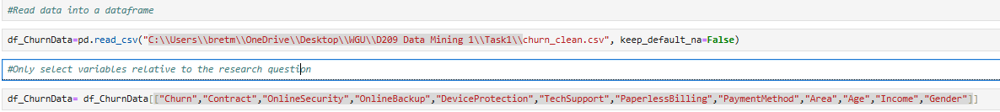 #Read data into a dataframe
df_ChurnData=pd.read_csv("C:\\Users\\bretm\\OneDrive\\Desktop\\WGU\\D209 Data Mining 1\\Task1\\churn_clean.csv", keep_default_na=False)
#Only select variables relative to the research question
df_ChurnData= df_ChurnData[["Churn","Contract","OnlineSecurity","OnlineBackup","DeviceProtection","TechSupport","PaperlessBilling","PaymentMethod","Area","Age","Income","Gender"]]